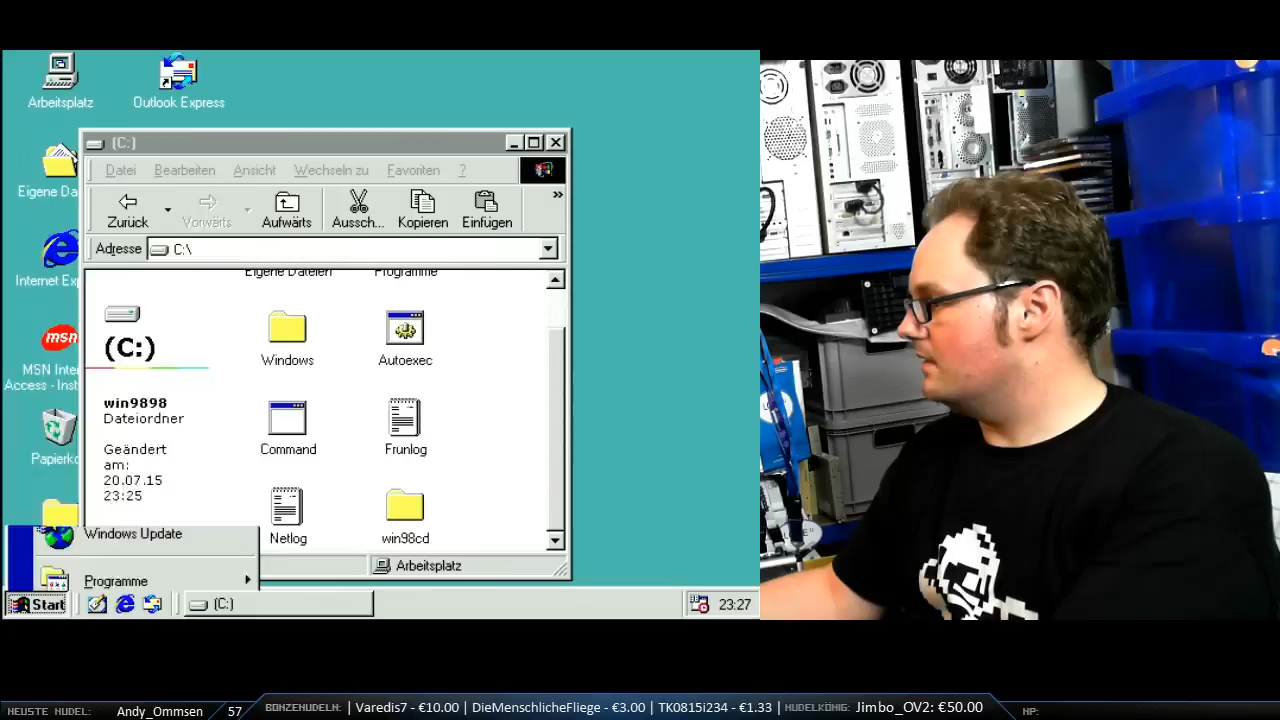 Arbeitsplatz
Outlook Express
Eigene Da
Internet Exp
msn
MSN Inter
Access - Inst
Papierko
(C:)
Datei Bearbeiten Ansicht Wechseln zu Favoriten ?
Zurück Vorwärts Aufwärts Aussch... Kopieren Einfügen »
Adresse C:\
Eigene Dateien Programme
(C:)
win9898
Dateiordner
Geändert
am:
20.07.15
23:25
Windows Autoexec
Command Frunlog
Netlog win98cd
Arbeitsplatz
Windows Update
Programme
Start (C:) 23:27
NEUSTE NUDEL: Andy_Ommsen 57 BONZENUDELN: | Varedis7 - €10.00 | DieMenschlicheFliege - €3.00 | TK0815i234 - €1.33 | NUDELKÖNIG: Jimbo_OV2: €50.00 HP: